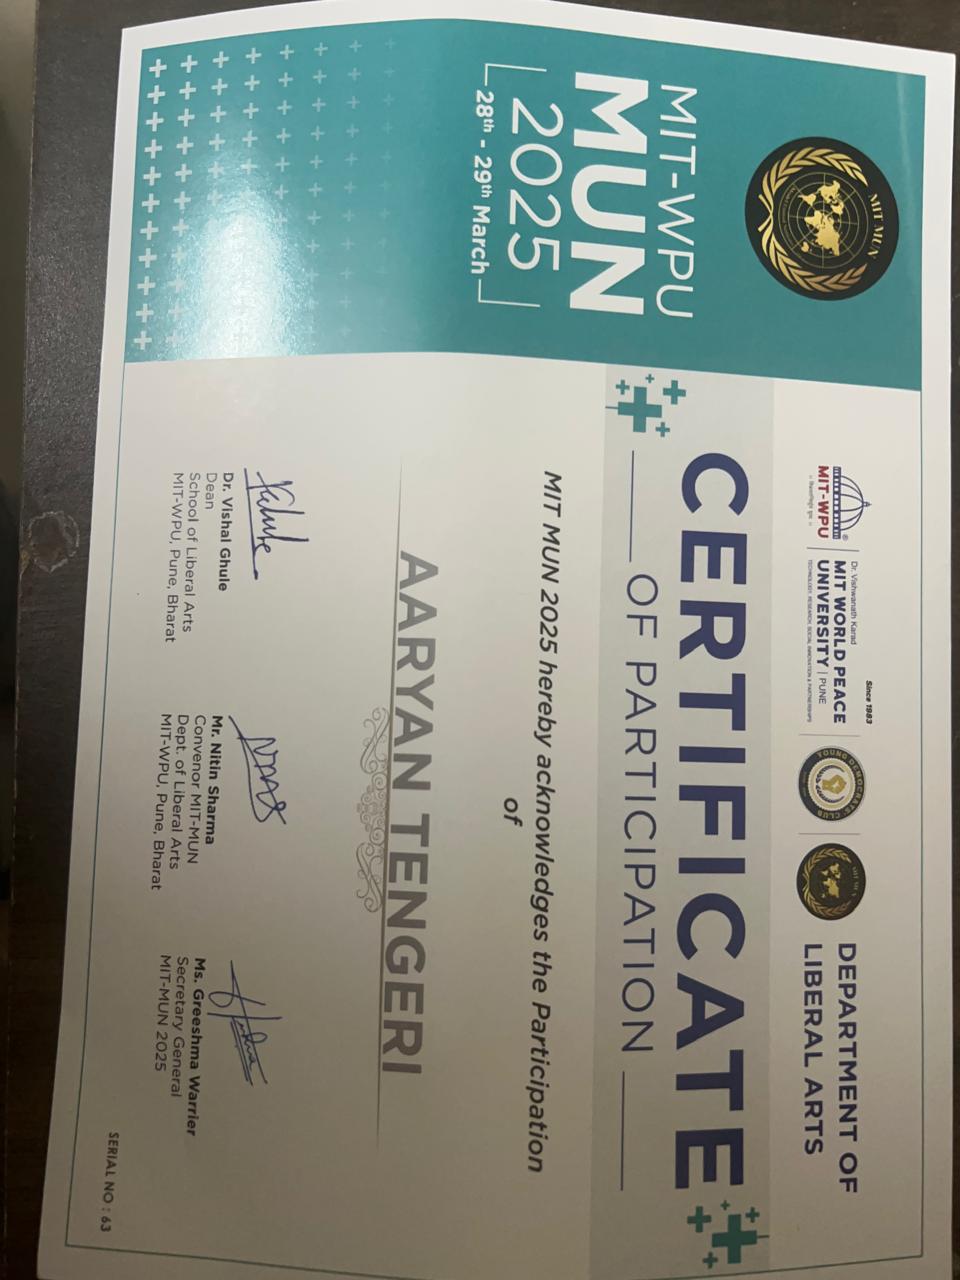 MIT MUN
MIT-WPU
MUN
2025
28th - 29th March
MIT-WPU
Since 1983
Dr. Vishwanath Karad
MIT WORLD PEACE
UNIVERSITY | PUNE
TECHNOLOGY, RESEARCH, SOCIAL INNOVATION & PARTNERSHIPS
YOUNG DEMOCRATS CLUB
DEPARTMENT OF
LIBERAL ARTS
CERTIFICATE
OF PARTICIPATION
MIT MUN 2025 hereby acknowledges the Participation
of
AARYAN TENGERI
Dr. Vishal Ghule
Dean
School of Liberal Arts
MIT-WPU, Pune, Bharat
Mr. Nitin Sharma
Convenor MIT-MUN
Dept. of Liberal Arts
MIT-WPU, Pune, Bharat
Ms. Greeshma Warrier
Secretary General
MIT-MUN 2025
SERIAL NO : 63